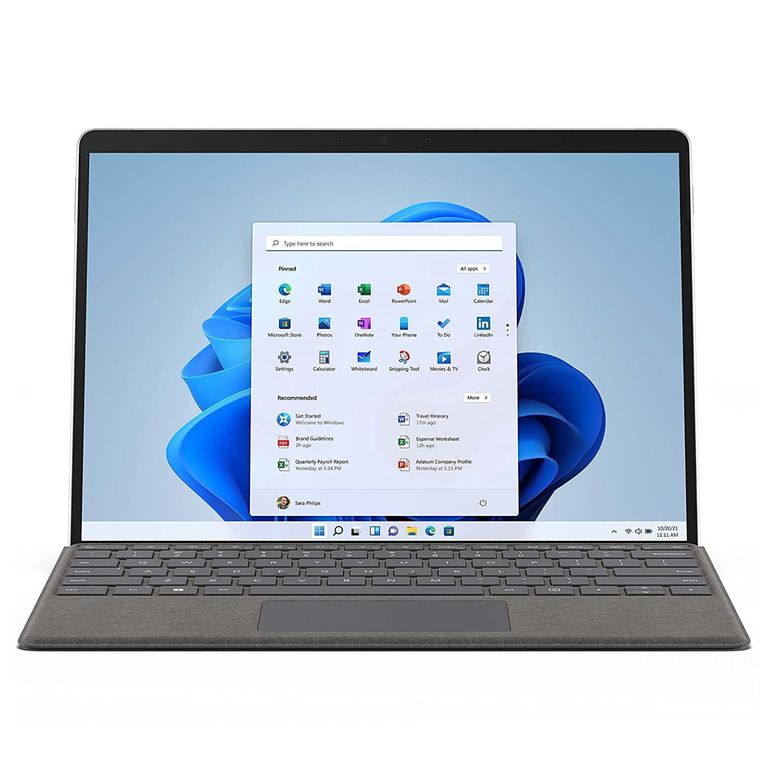 Type here to search
Pinned
All apps >
Edge Word Excel PowerPoint Mail Calendar
Microsoft Store Photos OneNote Your Phone To Do LinkedIn
Settings Calculator Whiteboard Snipping Tool Movies & TV Clock
Recommended
More >
Get Started
Welcome to Windows
Travel Itinerary
17m ago
Brand Guidelines
2h ago
Expense Worksheet
12h ago
Quarterly Payroll Report
Yesterday at 4:24 PM
Adatum Company Profile
Yesterday at 1:15 PM
Sara Philips
10/20/21
11:11 AM